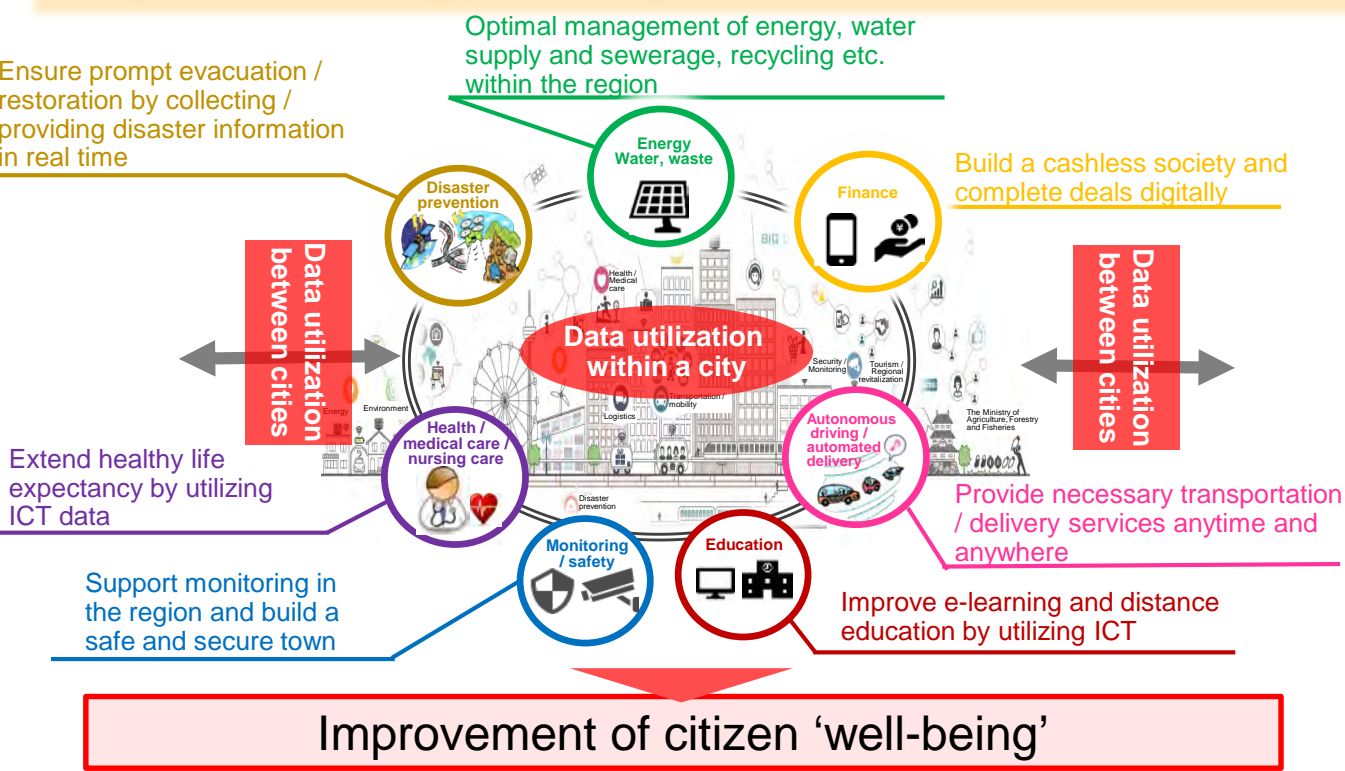 Optimal management of energy, water
supply and sewerage, recycling etc.
within the region
Ensure prompt evacuation /
restoration by collecting /
providing disaster information
in real time
Energy
Water, waste
Disaster
prevention
Finance
Build a cashless society and
complete deals digitally
BIG
Health /
Medical
care
Data utilization
between cities
Data utilization
within a city
Data utilization
between cities
Security /
Monitoring
Tourism /
Regional
revitalization
Energy
Environment
Logistics
Transportation /
mobility
The Ministry of
Agriculture, Forestry
and Fisheries
Health /
medical care /
nursing care
Autonomous
driving /
automated
delivery
Extend healthy life
expectancy by utilizing
ICT data
Disaster
prevention
Provide necessary transportation
/ delivery services anytime and
anywhere
Monitoring
/ safety
Education
Support monitoring in
the region and build a
safe and secure town
Improve e-learning and distance
education by utilizing ICT
Improvement of citizen ‘well-being’